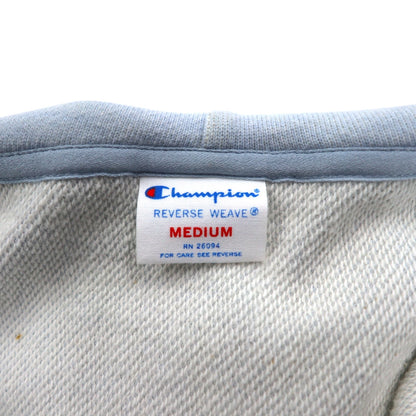 Champion®
REVERSE WEAVE®
MEDIUM
RN 26094
FOR CARE SEE REVERSE